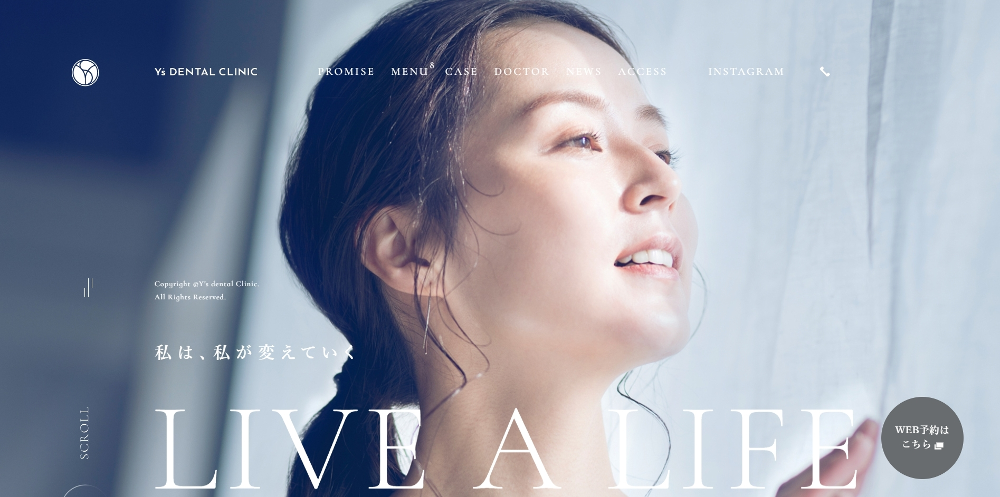 Y's DENTAL CLINIC
PROMISE MENU 8 CASE DOCTOR NEWS ACCESS INSTAGRAM
Copyright ©Y's dental Clinic.
All Rights Reserved.
私は、私が変えていく
SCROLL
LIVE A LIFE
WEB予約は
こちら